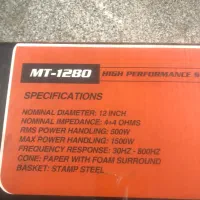 MT-1280 HIGH PERFORMANCE
SPECIFICATIONS
NOMINAL DIAMETER: 12 INCH
NOMINAL IMPEDANCE: 4+4 OHMS
RMS POWER HANDLING: 500W
MAX POWER HANDLING: 1500W
FREQUENCY RESPONSE: 30HZ - 800HZ
CONE: PAPER WITH FOAM SURROUND
BASKET: STAMP STEEL